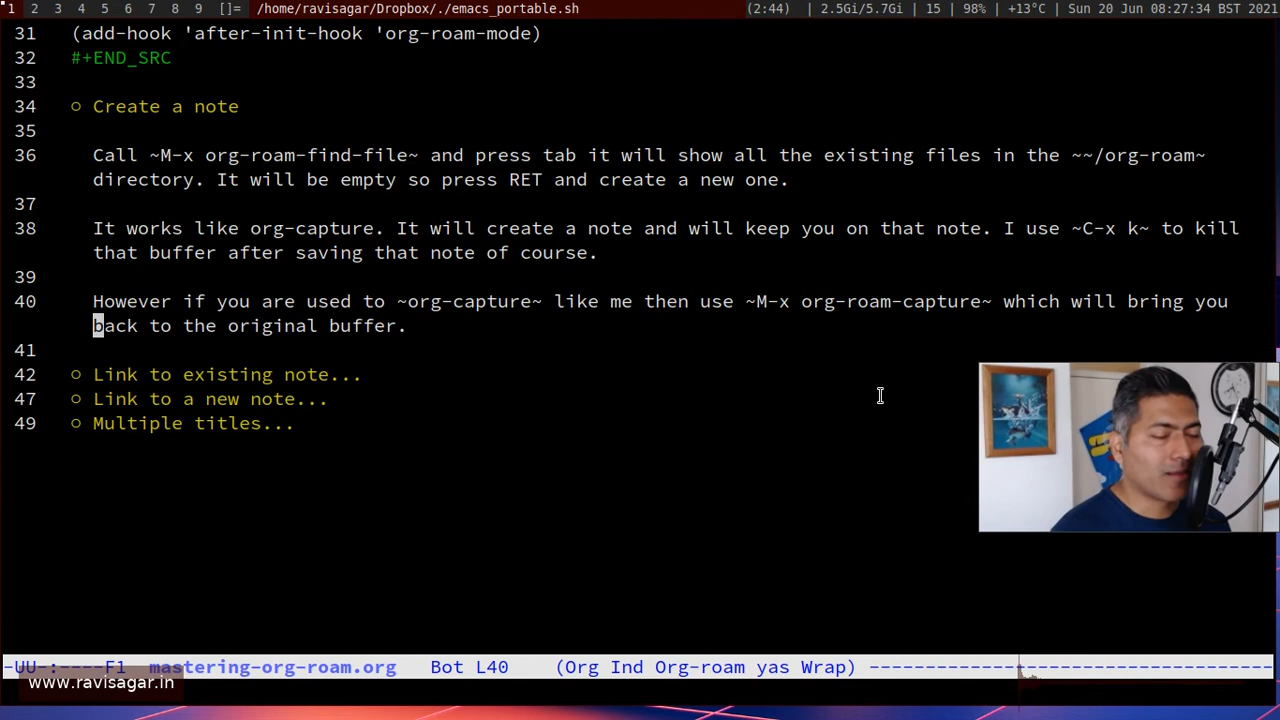 1 2 3 4 5 6 7 8 9 []= /home/ravisagar/Dropbox/./emacs_portable.sh (2:44) | 2.5Gi/5.7Gi | 15 | 98% | +13°C | Sun 20 Jun 08:27:34 BST 2021
31 (add-hook 'after-init-hook 'org-roam-mode)
32 #+END_SRC
33
34 ○ Create a note
35
36 Call ~M-x org-roam-find-file~ and press tab it will show all the existing files in the ~~/org-roam~
directory. It will be empty so press RET and create a new one.
37
38 It works like org-capture. It will create a note and will keep you on that note. I use ~C-x k~ to kill
that buffer after saving that note of course.
39
40 However if you are used to ~org-capture~ like me then use ~M-x org-roam-capture~ which will bring you
back to the original buffer.
41
42 ○ Link to existing note...
47 ○ Link to a new note...
49 ○ Multiple titles...
-UU-:----F1 mastering-org-roam.org Bot L40 (Org Ind Org-roam yas Wrap) ------------------------------------
www.ravisagar.in